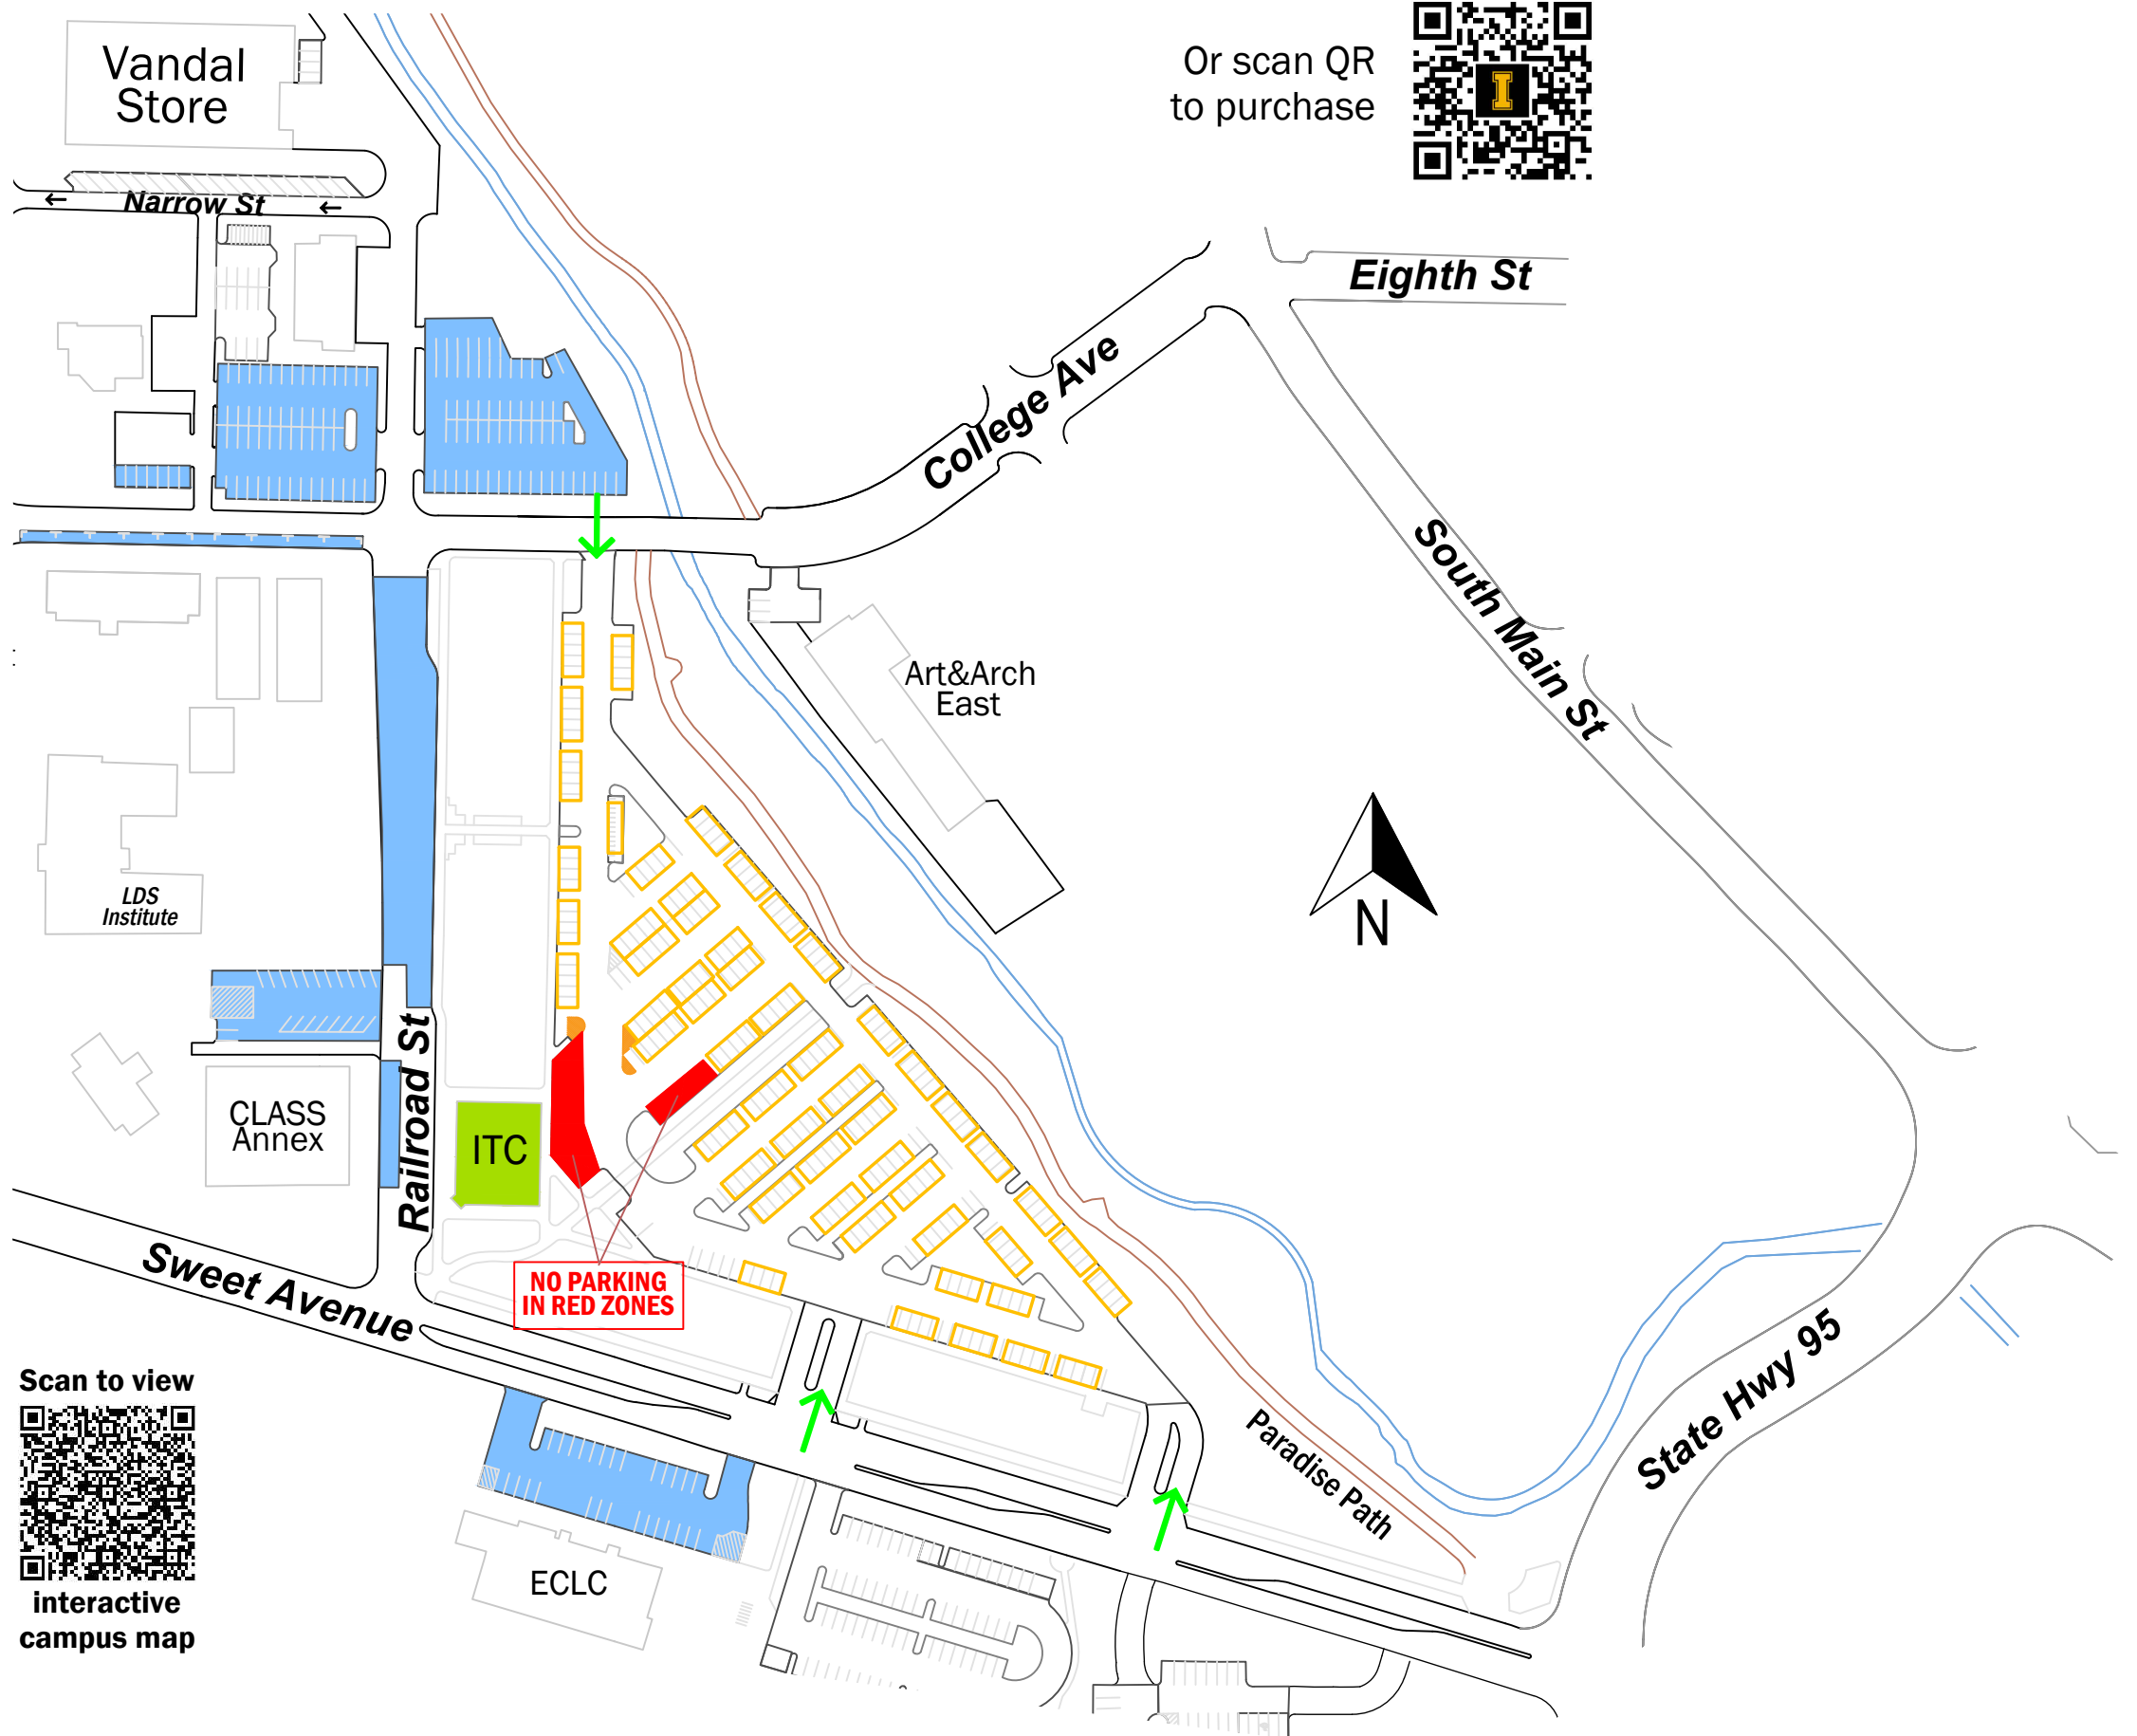 Vandal
Store
Or scan QR
to purchase
I
Narrow St
Eighth St
College Ave
South Main St
Art&Arch
East
LDS
Institute
N
Railroad St
CLASS
Annex
ITC
NO PARKING
IN RED ZONES
Sweet Avenue
State Hwy 95
Paradise Path
Scan to view
interactive
campus map
ECLC